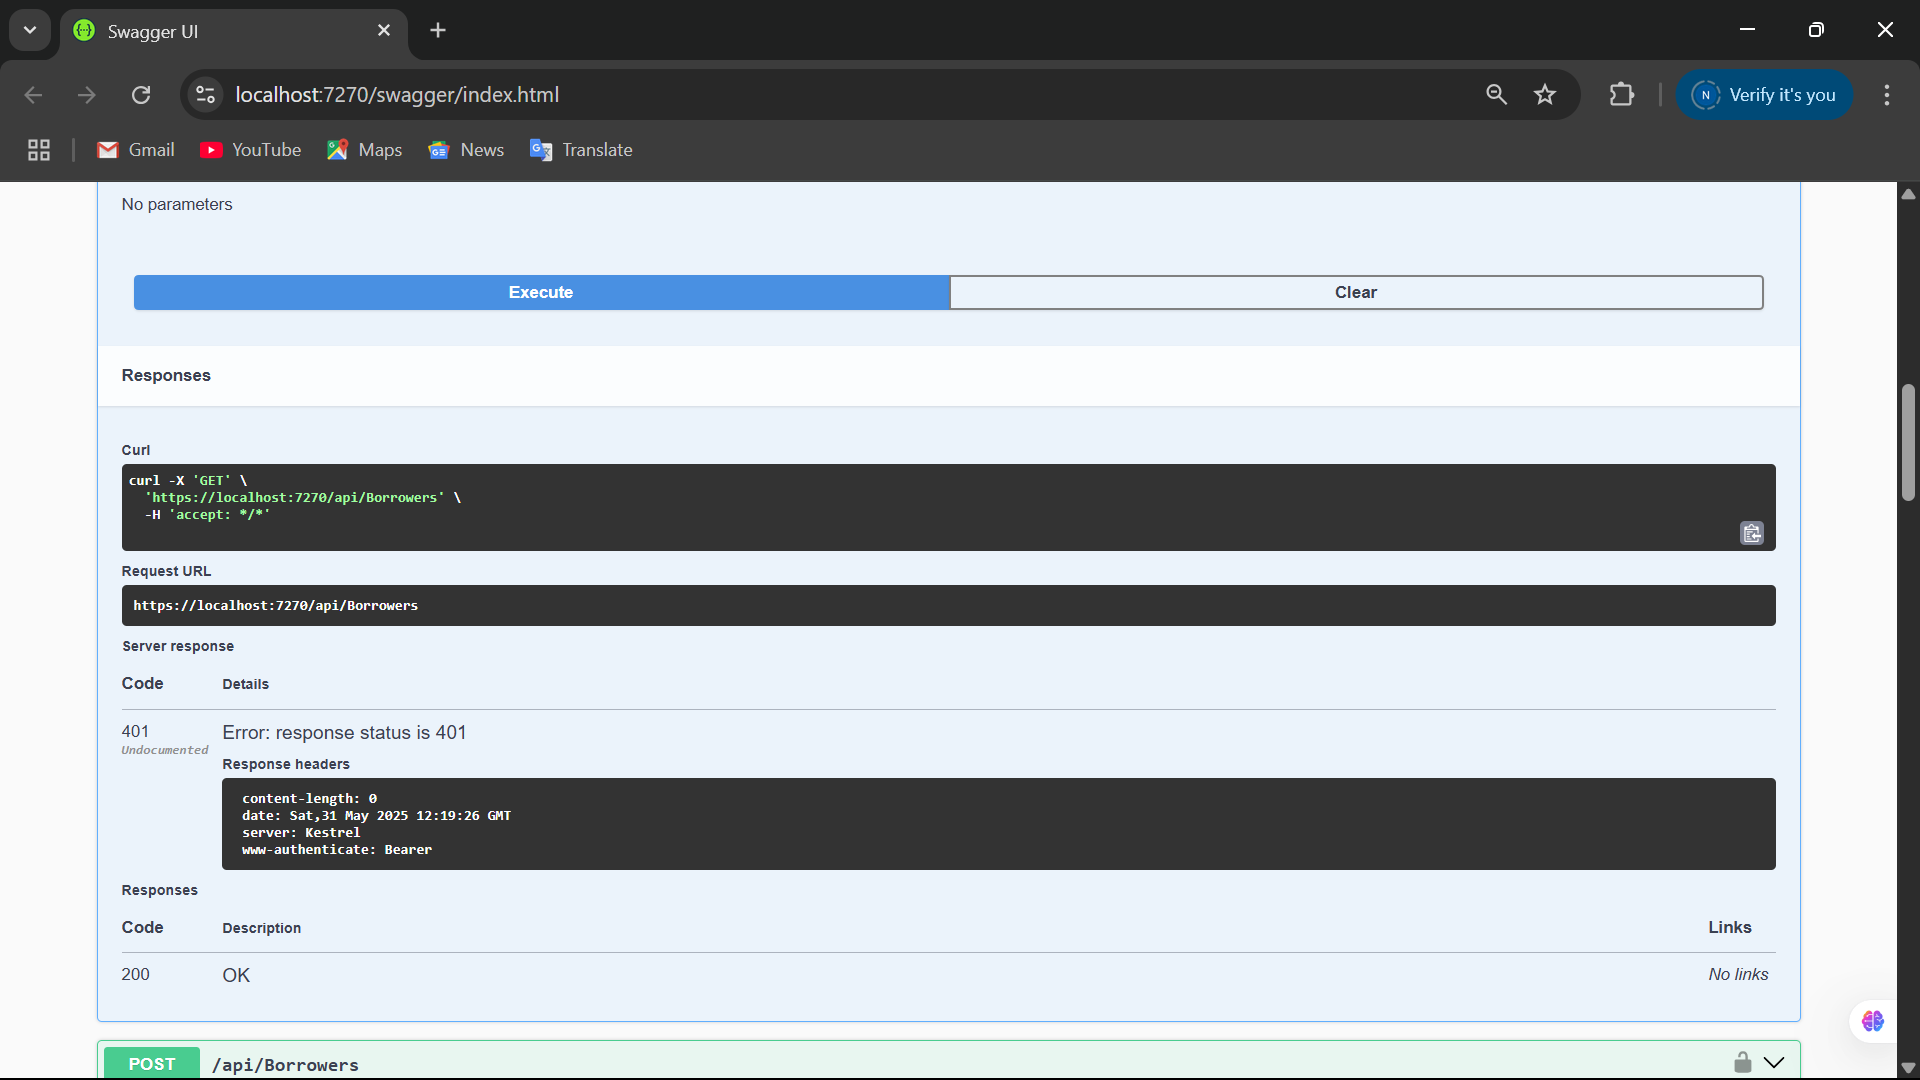 Swagger UI
localhost:7270/swagger/index.html
N Verify it's you
Gmail YouTube Maps News Translate
No parameters
Execute Clear
Responses
Curl
curl -X 'GET' \
'https://localhost:7270/api/Borrowers' \
-H 'accept: */*'
Request URL
https://localhost:7270/api/Borrowers
Server response
Code Details
401 Error: response status is 401
Undocumented
Response headers
content-length: 0
date: Sat,31 May 2025 12:19:26 GMT
server: Kestrel
www-authenticate: Bearer
Responses
Code Description Links
200 OK No links
POST /api/Borrowers